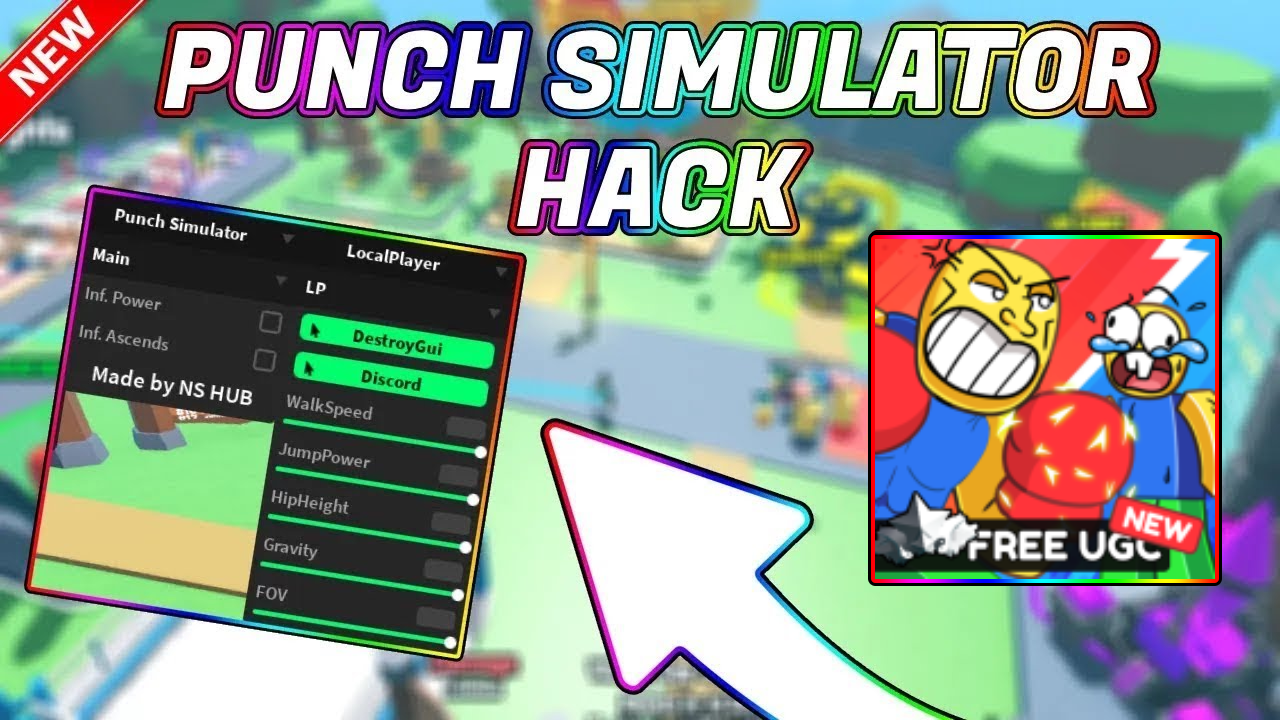 NEW
PUNCH SIMULATOR
HACK
Punch Simulator
LocalPlayer
Main
LP
Inf. Power
DestroyGui
Inf. Ascends
Discord
Made by NS HUB
WalkSpeed
JumpPower
HipHeight
Gravity
FOV
NEW
FREE UGC